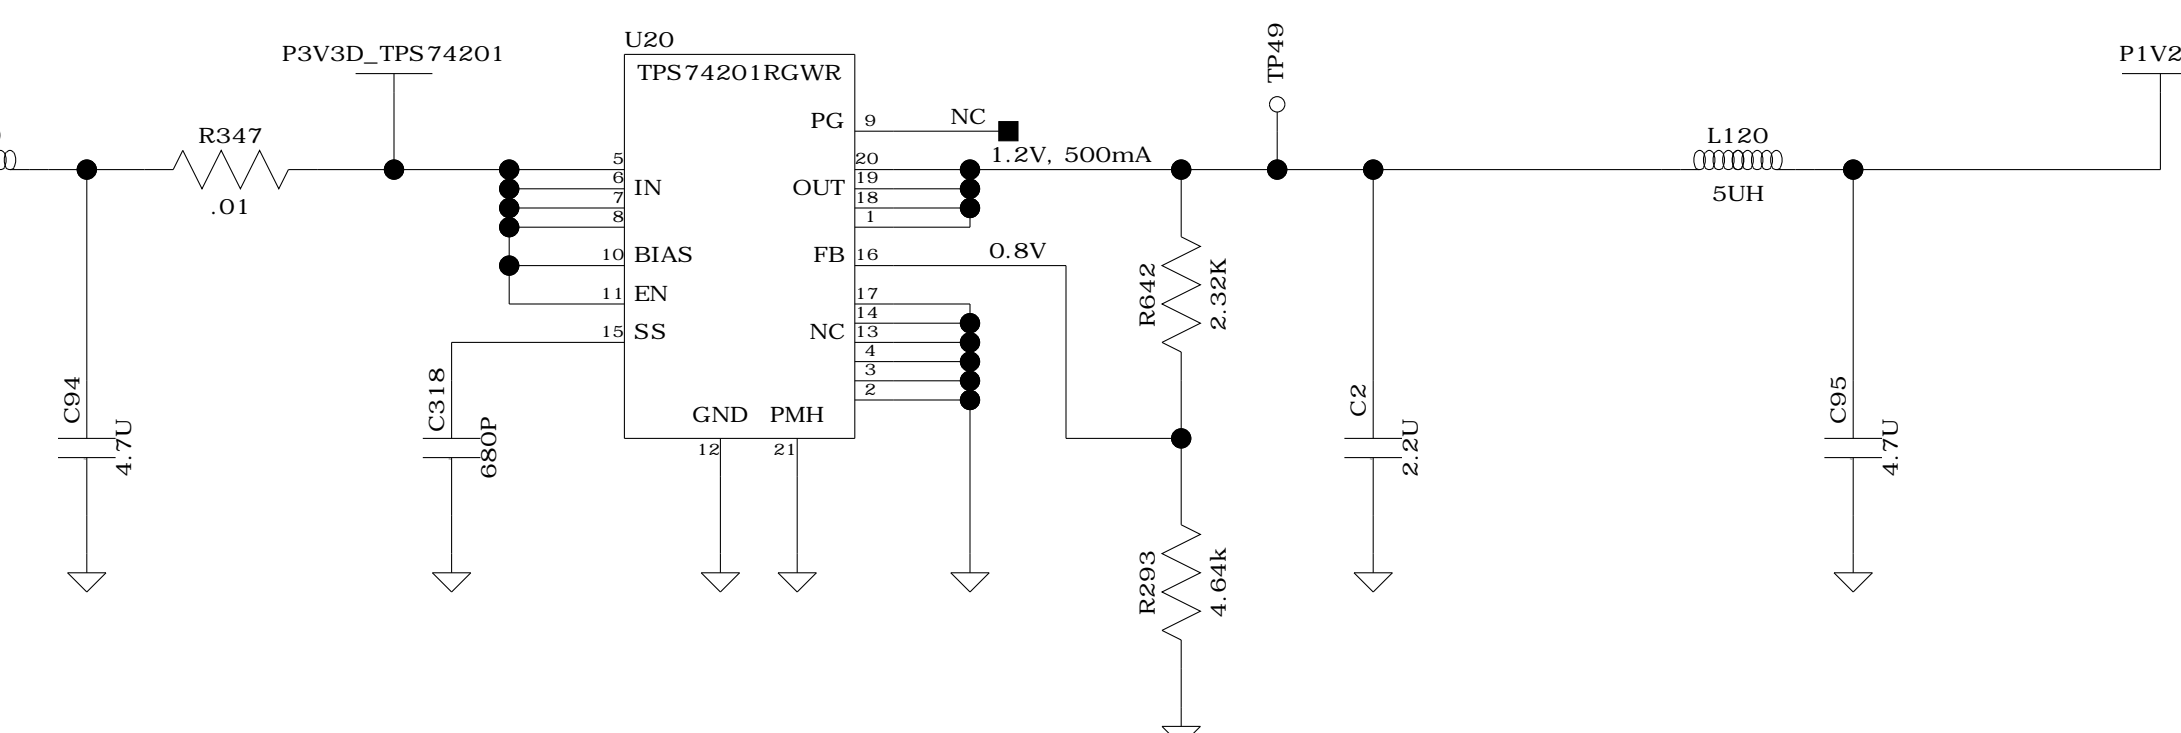 U20
P3V3D_TPS74201
TPS74201RGWR
TP49
P1V2
PG
9
NC
R347
.01
1.2V, 500mA
L120
5UH
5
6
7
8
IN
OUT
20
19
18
1
10
BIAS
FB
16
0.8V
11
EN
15
SS
NC
17
14
13
4
3
2
R642
2.32K
C94
4.7U
C318
680P
GND
PMH
12
21
C2
2.2U
C95
4.7U
R293
4.64k